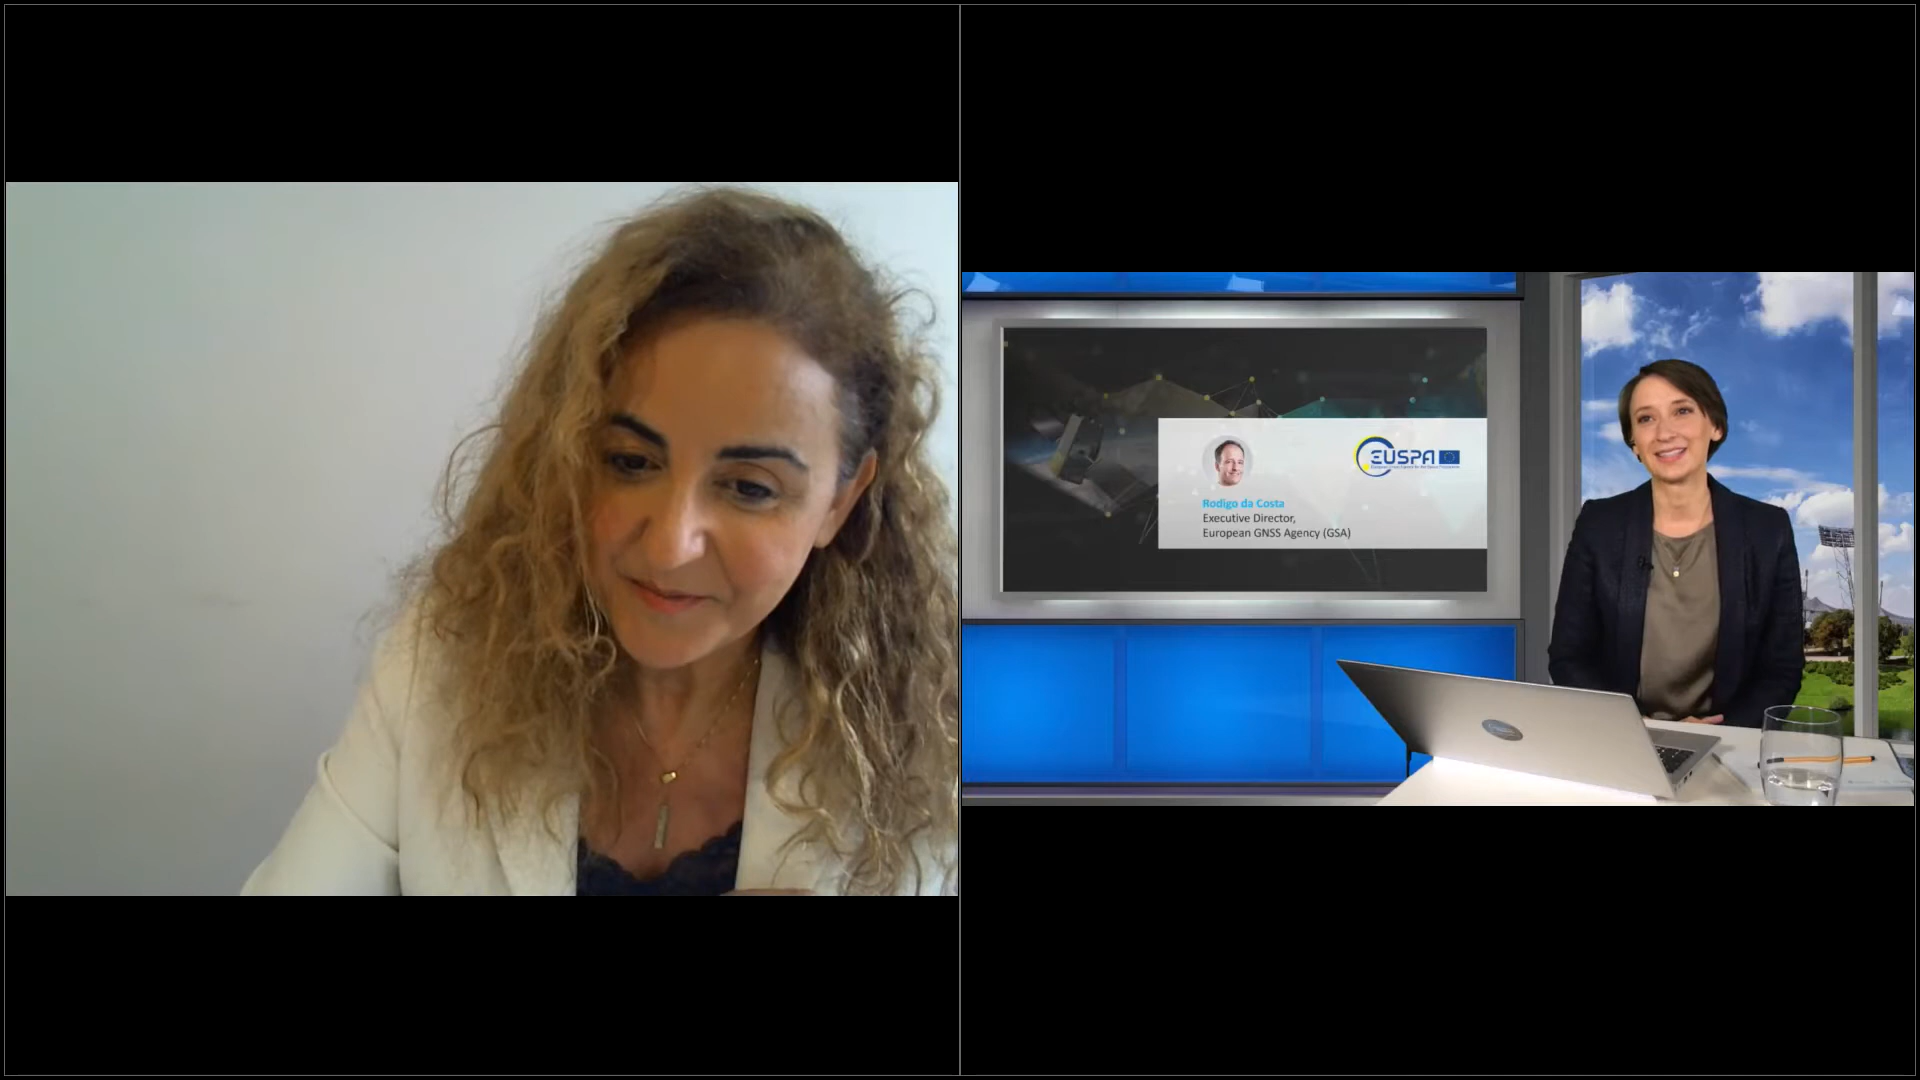 Rodigo da Costa
Executive Director,
European GNSS Agency (GSA)
EUSPA